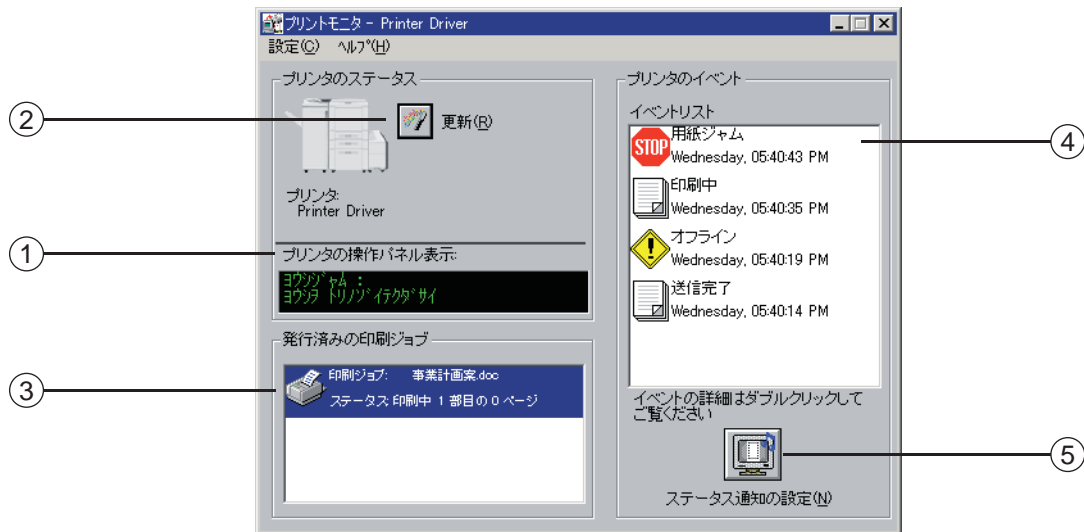 プリントモニタ - Printer Driver
設定(C) ヘルプ(H)
プリンタのステータス
② 更新(R)
プリンタ:
Printer Driver
① プリンタの操作パネル表示:
ヨウシジャム :
ヨウシヲ トリノゾイテクダサイ
発行済みの印刷ジョブ
③ 印刷ジョブ: 事業計画案.doc
ステータス: 印刷中 1 部目の 0 ページ
プリンタのイベント
イベントリスト
STOP 用紙ジャム ④
Wednesday, 05:40:43 PM
印刷中
Wednesday, 05:40:35 PM
! オフライン
Wednesday, 05:40:19 PM
送信完了
Wednesday, 05:40:14 PM
イベントの詳細はダブルクリックして
ご覧ください
⑤
ステータス通知の設定(N)